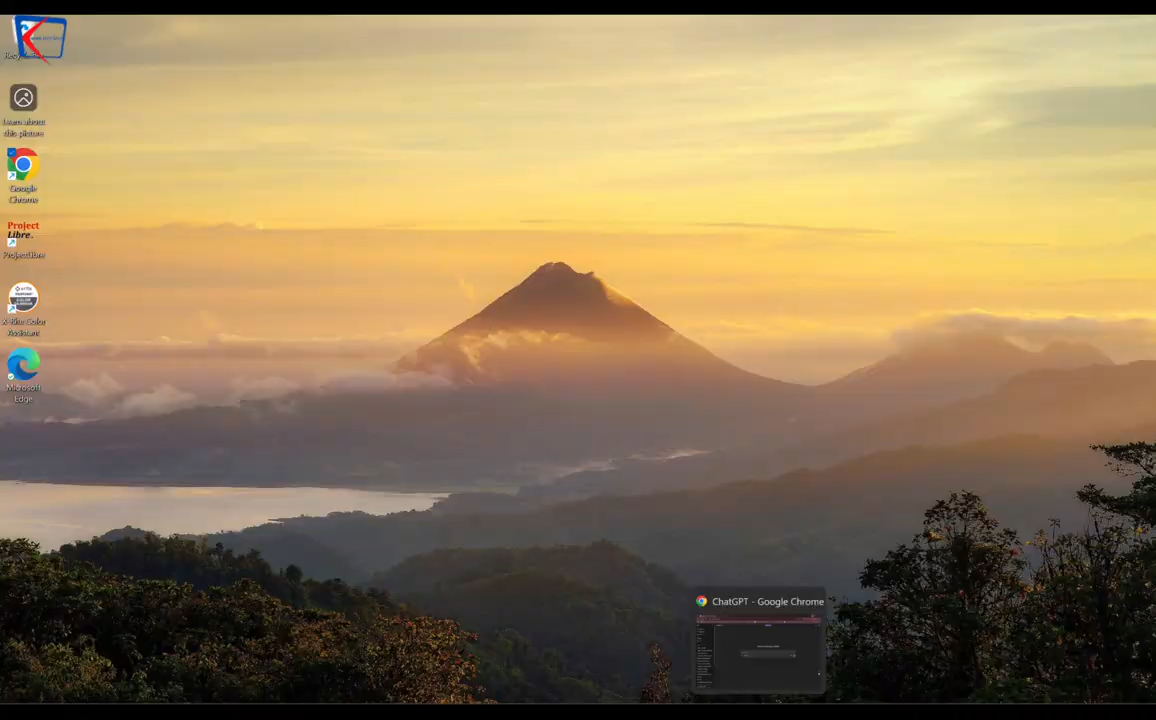 Learn about
this picture
Google
Chrome
Project
Libre.
ProjectLibre
X-Rite Color
Assistant
Microsoft
Edge
ChatGPT - Google Chrome